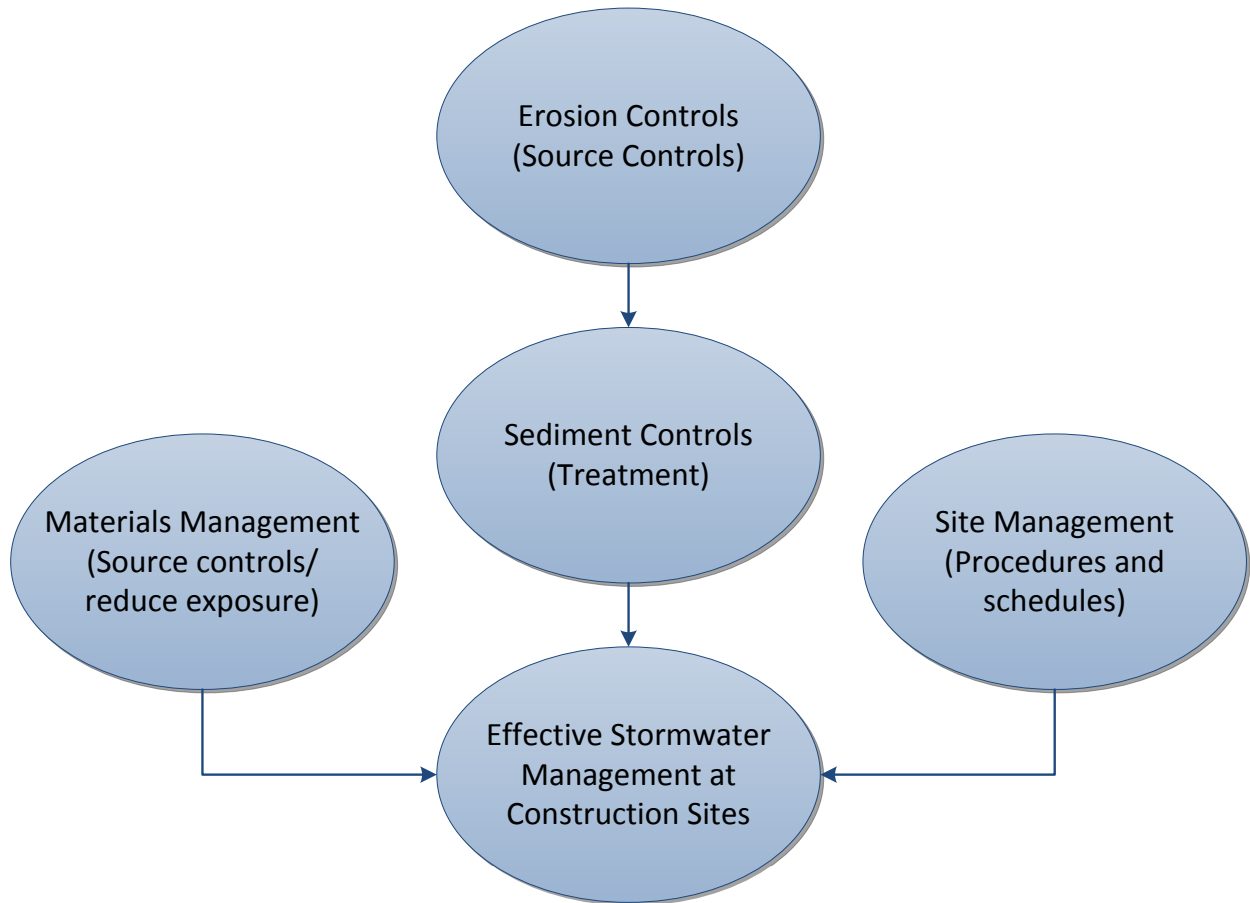 Erosion Controls
(Source Controls)
Sediment Controls
(Treatment)
Materials Management
(Source controls/
reduce exposure)
Site Management
(Procedures and
schedules)
Effective Stormwater
Management at
Construction Sites